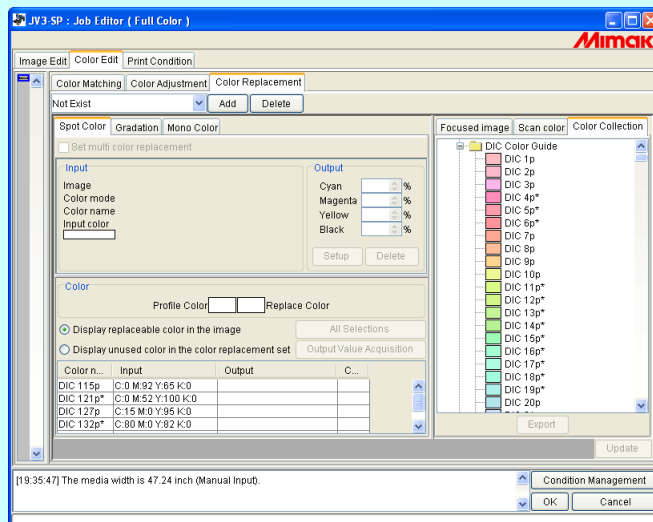 JV3-SP : Job Editor ( Full Color )
Mimaki
Image Edit Color Edit Print Condition
Color Matching Color Adjustment Color Replacement
Not Exist Add Delete
Spot Color Gradation Mono Color
Focused image Scan color Color Collection
Set multi color replacement
Input
Image
Color mode
Color name
Input color
Output
Cyan %
Magenta %
Yellow %
Black %
Setup Delete
Color
Profile Color Replace Color
Display replaceable color in the image All Selections
Display unused color in the color replacement set Output Value Acquisition
Color n... Input Output C...
DIC 115p C:0 M:92 Y:65 K:0
DIC 121p* C:0 M:52 Y:100 K:0
DIC 127p C:15 M:0 Y:95 K:0
DIC 132p* C:80 M:0 Y:82 K:0
DIC Color Guide
DIC 1p
DIC 2p
DIC 3p
DIC 4p*
DIC 5p*
DIC 6p*
DIC 7p
DIC 8p
DIC 9p
DIC 10p
DIC 11p*
DIC 12p*
DIC 13p*
DIC 14p*
DIC 15p*
DIC 16p*
DIC 17p*
DIC 18p*
DIC 19p*
DIC 20p
Export
Update
[19:35:47] The media width is 47.24 inch (Manual Input).
Condition Management
OK Cancel